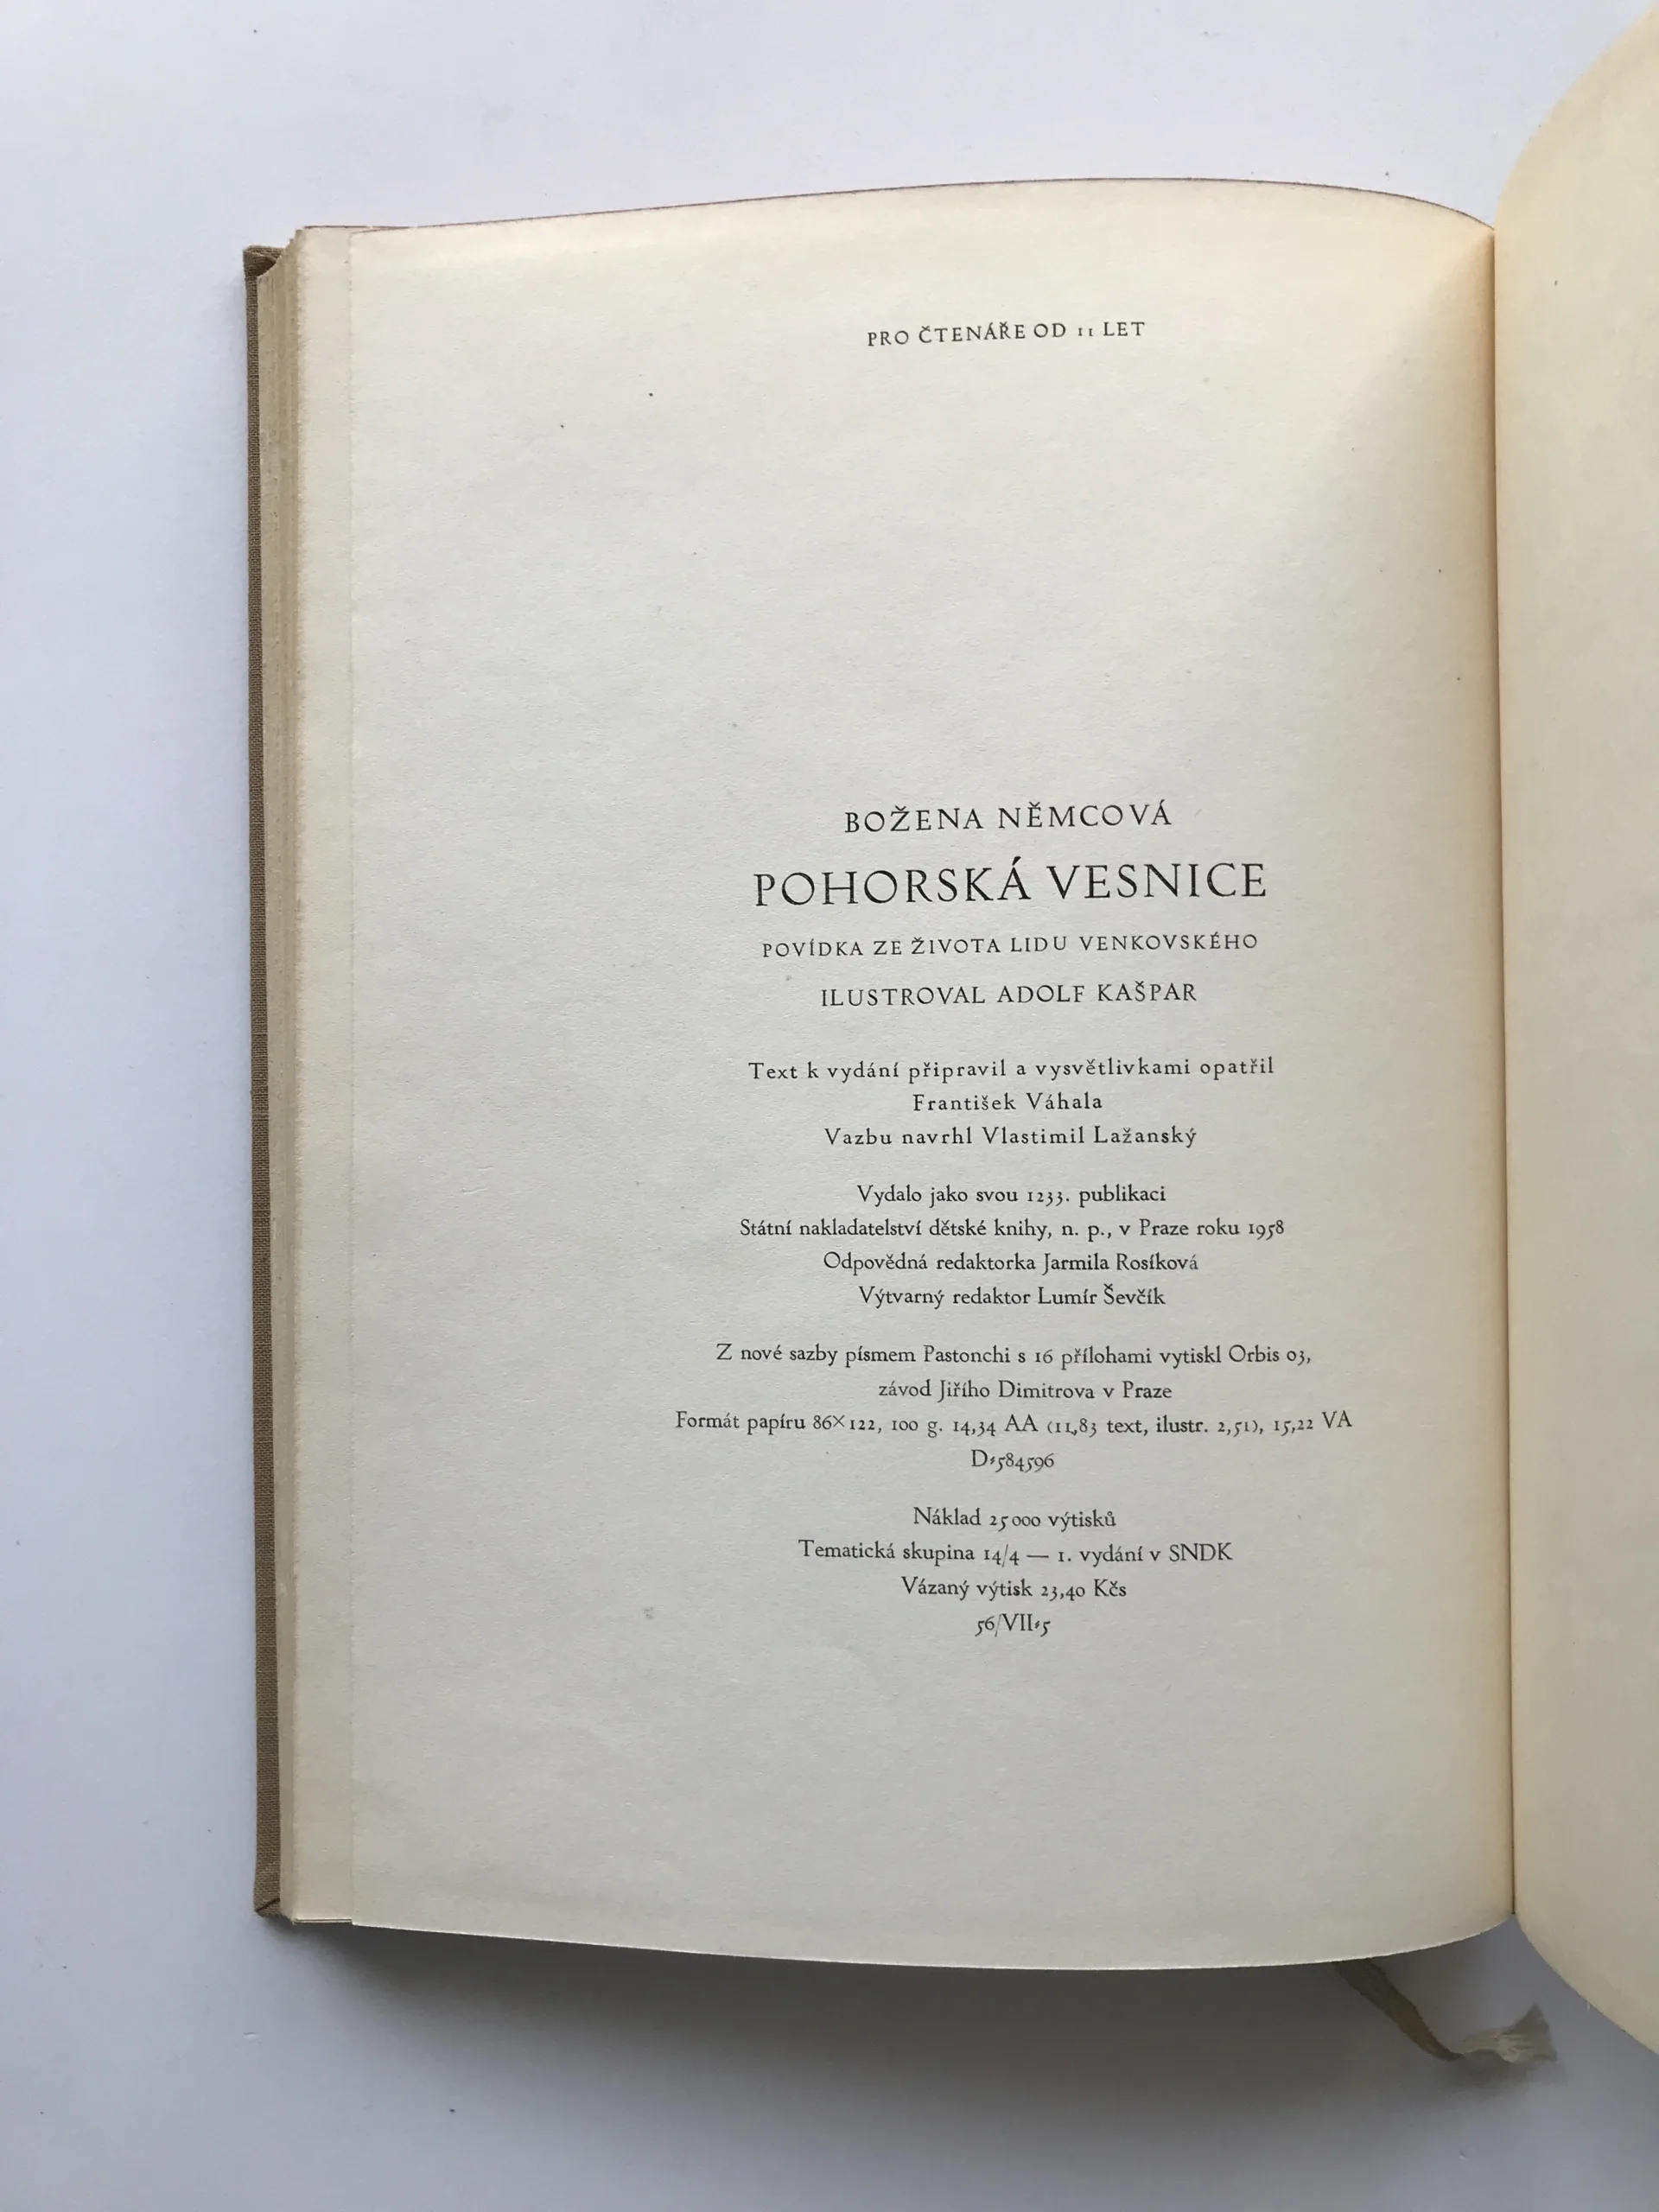 PRO ČTENÁŘE OD 11 LET
BOŽENA NĚMCOVÁ
POHORSKÁ VESNICE
POVÍDKA ZE ŽIVOTA LIDU VENKOVSKÉHO
ILUSTROVAL ADOLF KAŠPAR
Text k vydání připravil a vysvětlivkami opatřil
František Váhala
Vazbu navrhl Vlastimil Lažanský
Vydalo jako svou 1233. publikaci
Státní nakladatelství dětské knihy, n. p., v Praze roku 1958
Odpovědná redaktorka Jarmila Rosíková
Výtvarný redaktor Lumír Ševčík
Z nové sazby písmem Pastonchi s 16 přílohami vytiskl Orbis 03,
závod Jiřího Dimitrova v Praze
Formát papíru 86×122, 100 g. 14,34 AA (11,83 text, ilustr. 2,51), 15,22 VA
D-584596
Náklad 25000 výtisků
Tematická skupina 14/4 — 1. vydání v SNDK
Vázaný výtisk 23,40 Kčs
56/VII-5